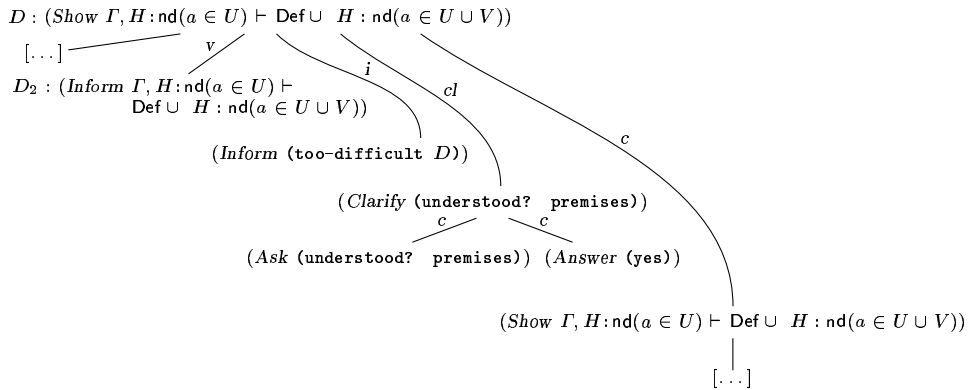 D : (Show Γ, H:nd(a ∈ U) ⊢ Def∪ H : nd(a ∈ U ∪ V))
[...]
v
i
cl
c
D₂ : (Inform Γ, H:nd(a ∈ U) ⊢
Def∪ H : nd(a ∈ U ∪ V))
(Inform (too-difficult D))
(Clarify (understood? premises))
c c
(Ask (understood? premises)) (Answer (yes))
(Show Γ, H:nd(a ∈ U) ⊢ Def∪ H : nd(a ∈ U ∪ V))
[...]